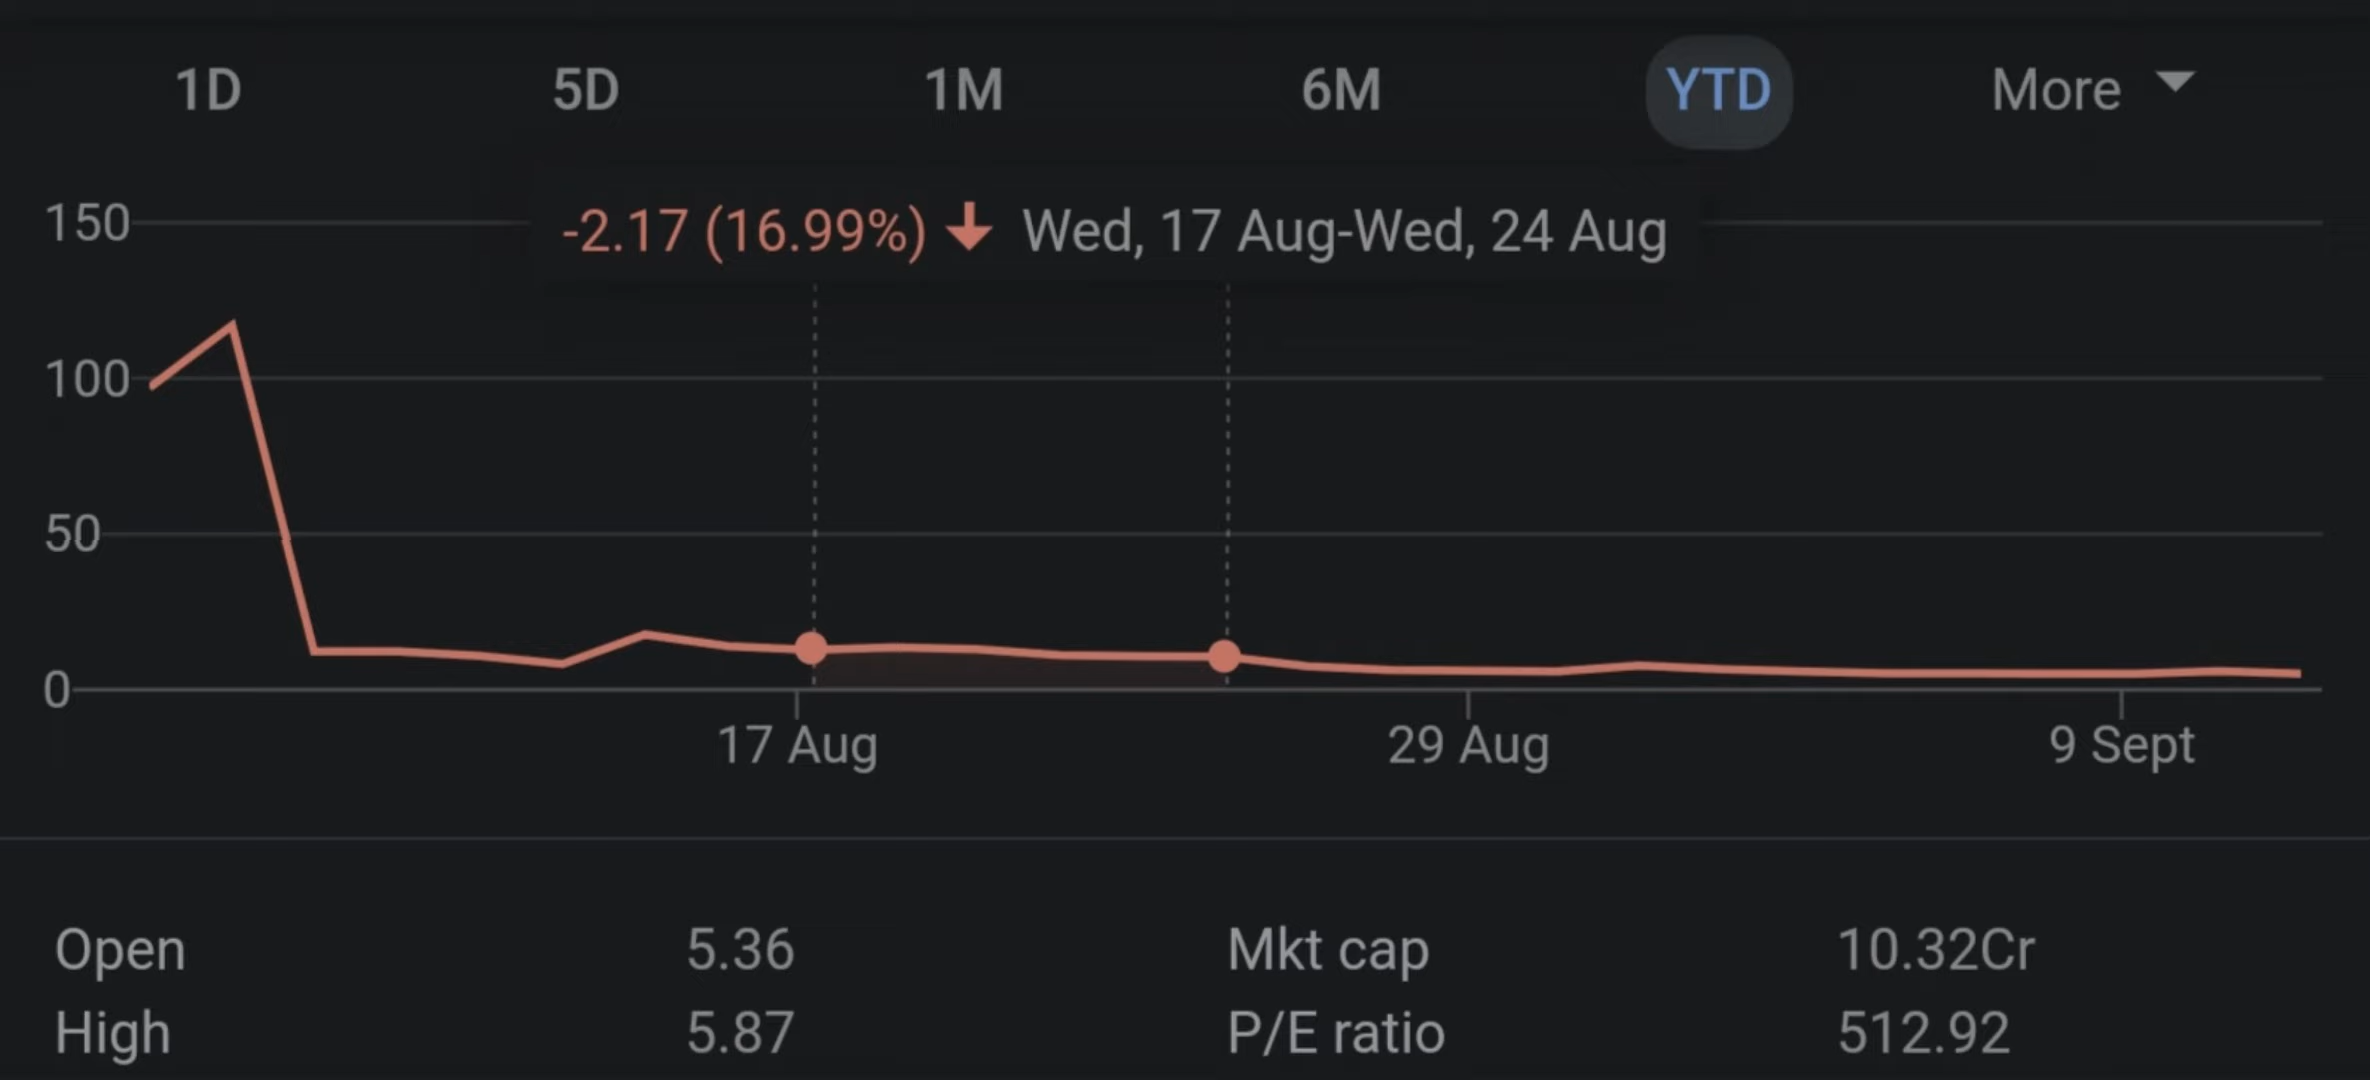 1D 5D 1M 6M YTD More
-2.17 (16.99%) Wed, 17 Aug-Wed, 24 Aug
150
100
50
0
17 Aug 29 Aug 9 Sept
Open 5.36 Mkt cap 10.32Cr
High 5.87 P/E ratio 512.92